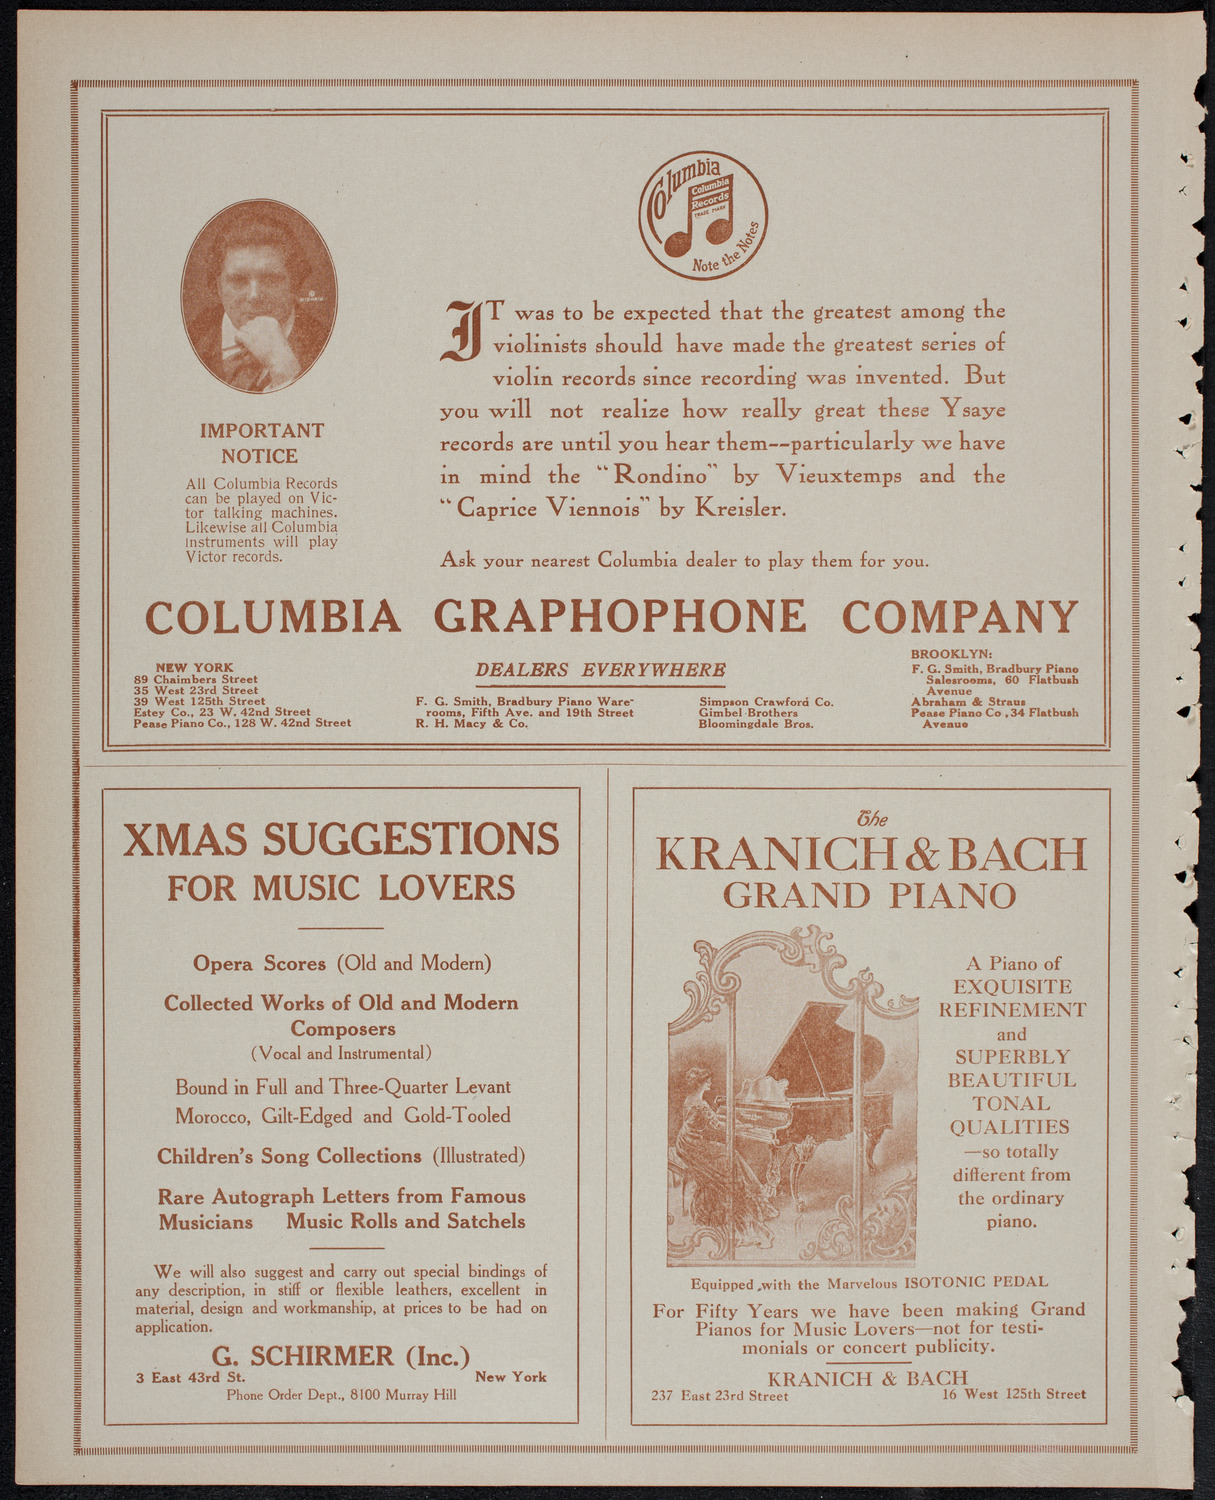 Columbia
Columbia
Records
TRADE MARK
Note the Notes
IT was to be expected that the greatest among the
violinists should have made the greatest series of
violin records since recording was invented. But
you will not realize how really great these Ysaye
records are until you hear them--particularly we have
in mind the "Rondino" by Vieuxtemps and the
"Caprice Viennois" by Kreisler.
Ask your nearest Columbia dealer to play them for you.
IMPORTANT
NOTICE
All Columbia Records
can be played on Vic-
tor talking machines.
Likewise all Columbia
instruments will play
Victor records.
COLUMBIA GRAPHOPHONE COMPANY
NEW YORK
89 Chaimbers Street
35 West 23rd Street
39 West 125th Street
Estey Co., 23 W. 42nd Street
Pease Piano Co., 128 W. 42nd Street
DEALERS EVERYWHERE
F. G. Smith, Bradbury Piano Ware-
rooms, Fifth Ave. and 19th Street
R. H. Macy & Co.
Simpson Crawford Co.
Gimbel Brothers
Bloomingdale Bros.
BROOKLYN:
F. G. Smith, Bradbury Piano
Salesrooms, 60 Flatbush
Avenue
Abraham & Straus
Pease Piano Co., 34 Flatbush
Avenue
XMAS SUGGESTIONS
FOR MUSIC LOVERS
Opera Scores (Old and Modern)
Collected Works of Old and Modern
Composers
(Vocal and Instrumental)
Bound in Full and Three-Quarter Levant
Morocco, Gilt-Edged and Gold-Tooled
Children's Song Collections (Illustrated)
Rare Autograph Letters from Famous
Musicians Music Rolls and Satchels
We will also suggest and carry out special bindings of
any description, in stiff or flexible leathers, excellent in
material, design and workmanship, at prices to be had on
application.
G. SCHIRMER (Inc.)
3 East 43rd St. New York
Phone Order Dept., 8100 Murray Hill
The
KRANICH & BACH
GRAND PIANO
A Piano of
EXQUISITE
REFINEMENT
and
SUPERBLY
BEAUTIFUL
TONAL
QUALITIES
—so totally
different from
the ordinary
piano.
Equipped with the Marvelous ISOTONIC PEDAL
For Fifty Years we have been making Grand
Pianos for Music Lovers—not for testi-
monials or concert publicity.
KRANICH & BACH
237 East 23rd Street 16 West 125th Street